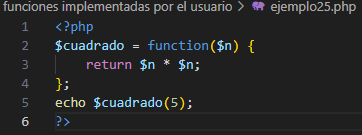 funciones implementadas por el usuario > ejemplo25.php
1 <?php
2 $cuadrado = function($n) {
3     return $n * $n;
4 };
5 echo $cuadrado(5);
6 ?>